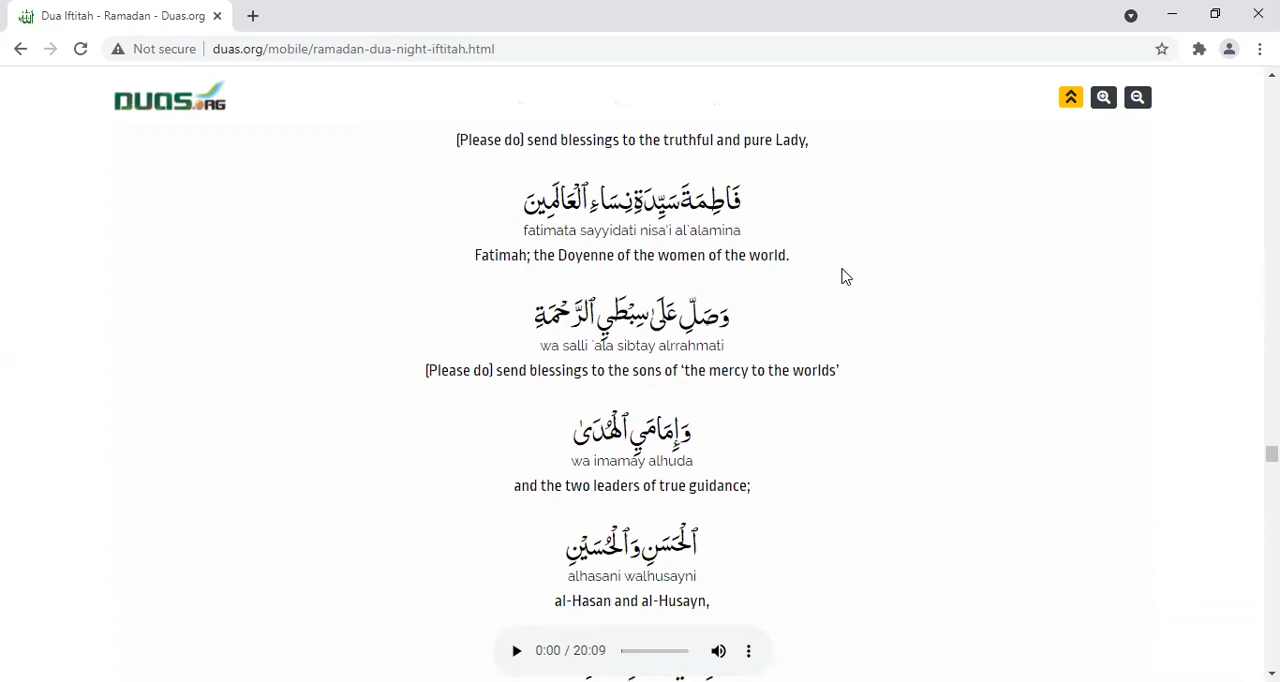 Dua Iftitah - Ramadan - Duas.org
Not secure
duas.org/mobile/ramadan-dua-night-iftitah.html
DUAS.ORG
(Please do) send blessings to the truthful and pure Lady,
فَاطِمَةَ سَيِّدَةِ نِسَاءِ ٱلْعَالَمِينَ
fatimata sayyidati nisa'i al`alamina
Fatimah; the Doyenne of the women of the world.
وَصَلِّ عَلَىٰ سِبْطَيِ ٱلرَّحْمَةِ
wa salli `ala sibtay alrrahmati
(Please do) send blessings to the sons of ‘the mercy to the worlds’
وَإِمَامَيِ ٱلْهُدَىٰ
wa imamay alhuda
and the two leaders of true guidance;
ٱلْحَسَنِ وَٱلْحُسَيْنِ
alhasani walhusayni
al-Hasan and al-Husayn,
0:00 / 20:09